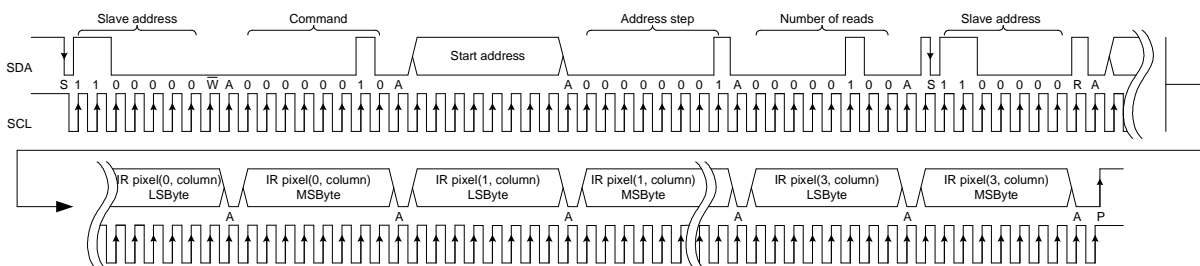 Slave address Command Address step Number of reads Slave address
SDA Start address
S 1 1 0 0 0 0 0 W̅ A 0 0 0 0 0 0 1 0 A A 0 0 0 0 0 0 0 1 A 0 0 0 0 0 1 0 0 A S 1 1 0 0 0 0 0 R A
SCL
IR pixel(0, column) IR pixel(0, column) IR pixel(1, column) IR pixel(1, column) IR pixel(3, column) IR pixel(3, column)
LSByte MSByte LSByte MSByte LSByte MSByte
A A A A A A P